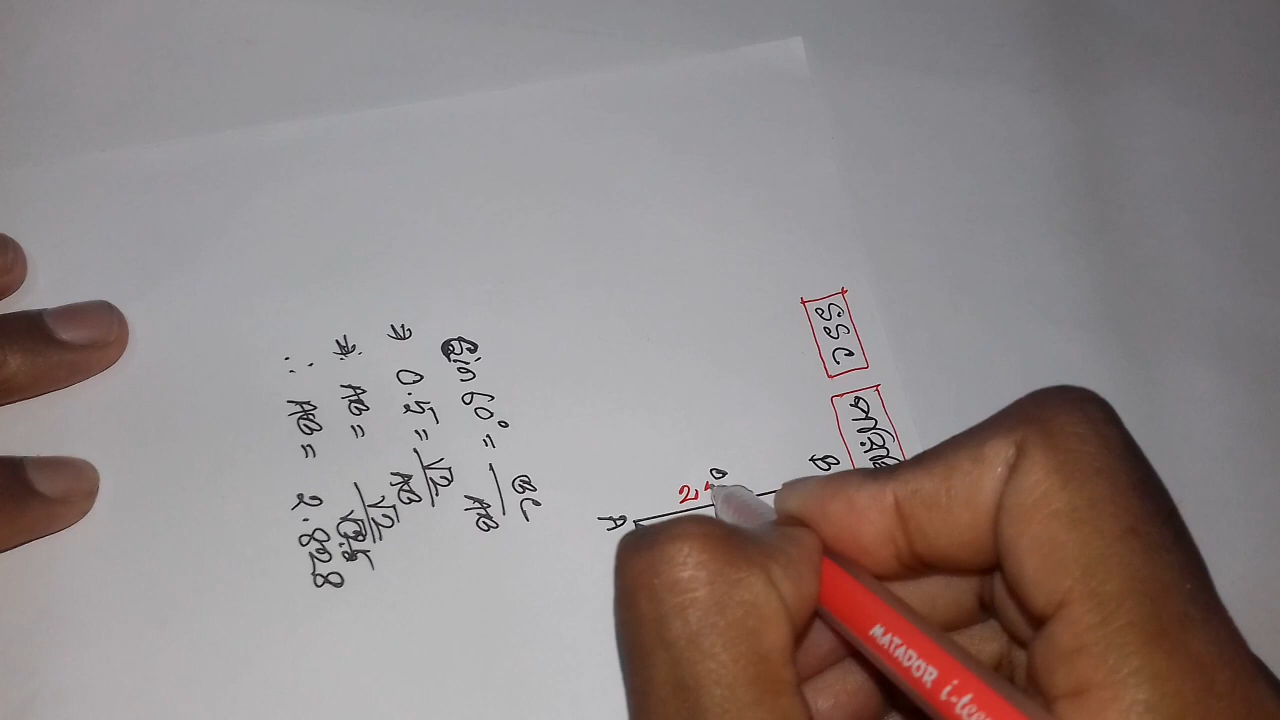 SSC
B
A
2
Sin 60° = BC / AB
⇒ 0.5 = √2 / AB
⇒ AB = √2 / 0.5
∴ AB = 2.828
MATADOR i-teen